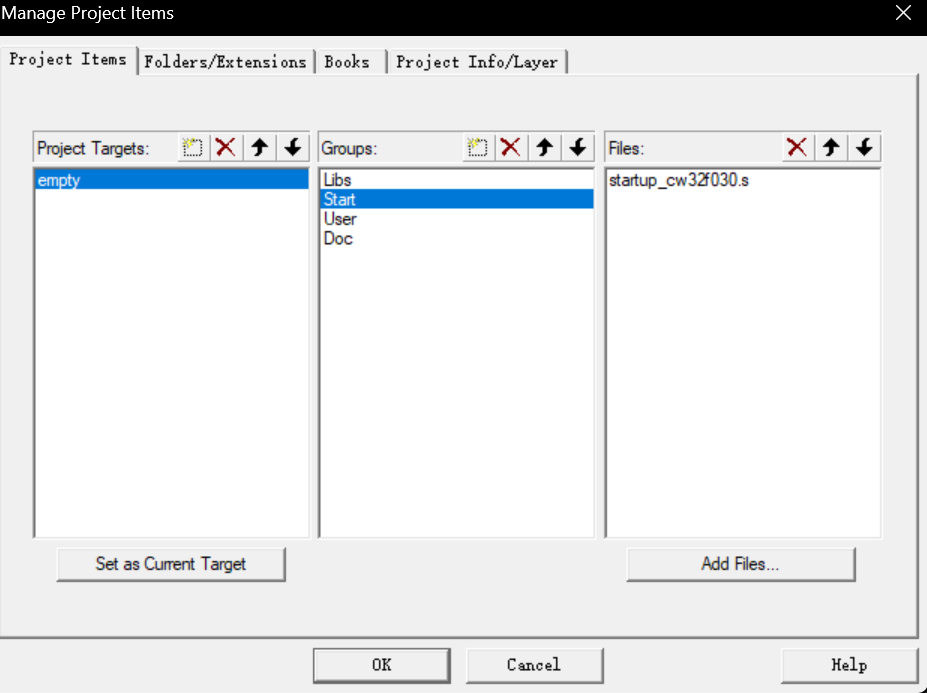 Manage Project Items
Project Items
Folders/Extensions
Books
Project Info/Layer
Project Targets:
empty
Set as Current Target
Groups:
Libs
Start
User
Doc
Files:
startup_cw32f030.s
Add Files...
OK
Cancel
Help